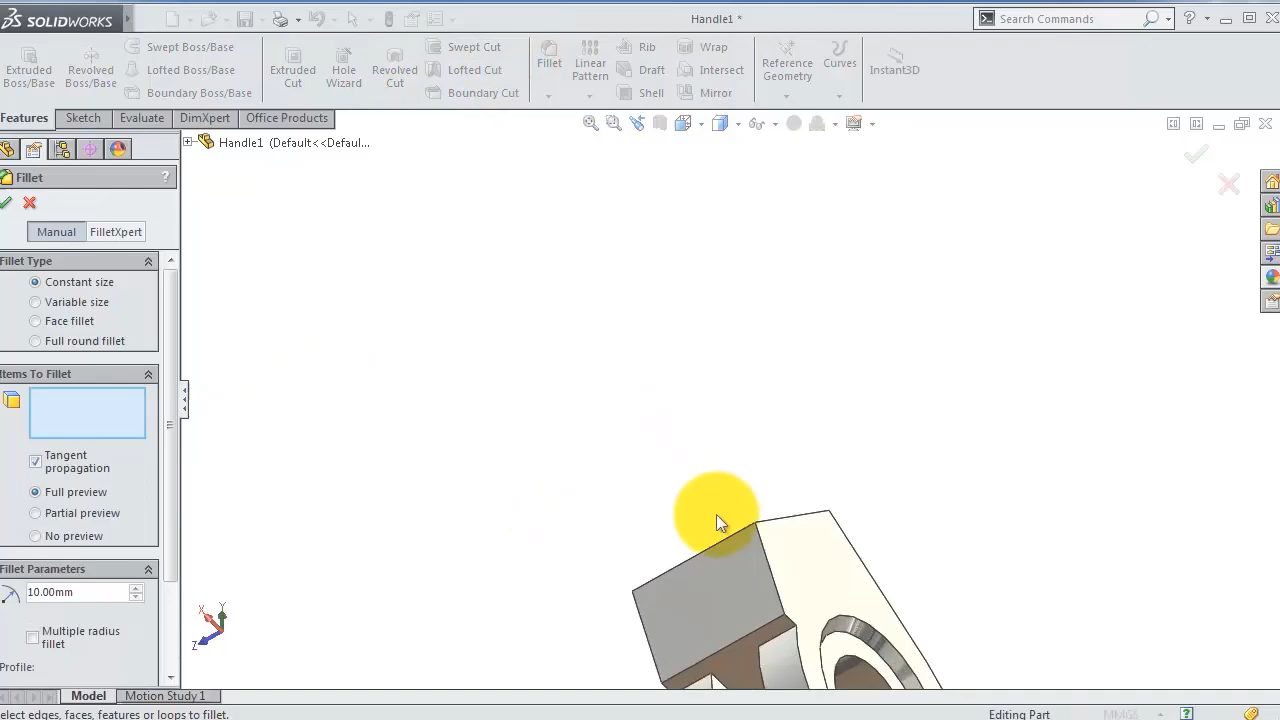 SOLIDWORKS
Handle1 *
Search Commands
Extruded Boss/Base
Revolved Boss/Base
Swept Boss/Base
Lofted Boss/Base
Boundary Boss/Base
Extruded Cut
Hole Wizard
Revolved Cut
Swept Cut
Lofted Cut
Boundary Cut
Fillet
Linear Pattern
Rib
Draft
Shell
Wrap
Intersect
Mirror
Reference Geometry
Curves
Instant3D
Features
Sketch
Evaluate
DimXpert
Office Products
Handle1 (Default<<Defaul...
Fillet
?
Manual
FilletXpert
Fillet Type
Constant size
Variable size
Face fillet
Full round fillet
Items To Fillet
Tangent
propagation
Full preview
Partial preview
No preview
Fillet Parameters
10.00mm
Multiple radius
fillet
Profile:
X
Y
Z
Model
Motion Study 1
elect edges, faces, features or loops to fillet.
Editing Part
MMGS
?